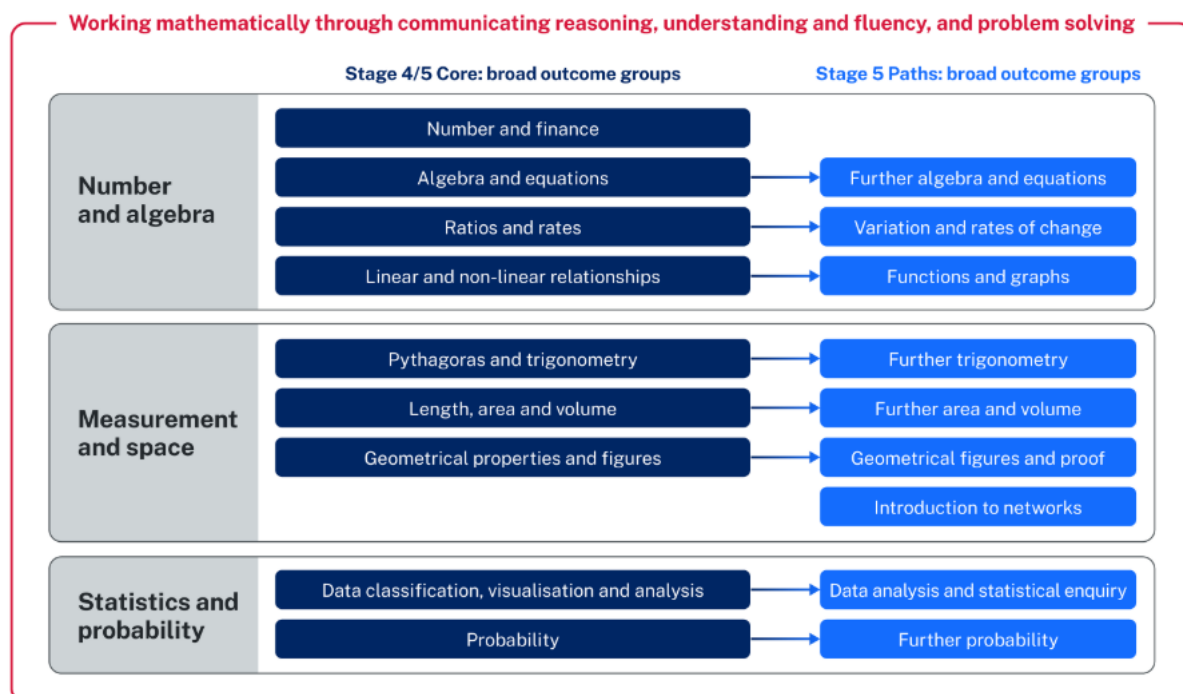 Working mathematically through communicating reasoning, understanding and fluency, and problem solving
Stage 4/5 Core: broad outcome groups
Stage 5 Paths: broad outcome groups
Number
and algebra
Number and finance
Algebra and equations
Further algebra and equations
Ratios and rates
Variation and rates of change
Linear and non-linear relationships
Functions and graphs
Measurement
and space
Pythagoras and trigonometry
Further trigonometry
Length, area and volume
Further area and volume
Geometrical properties and figures
Geometrical figures and proof
Introduction to networks
Statistics and
probability
Data classification, visualisation and analysis
Data analysis and statistical enquiry
Probability
Further probability